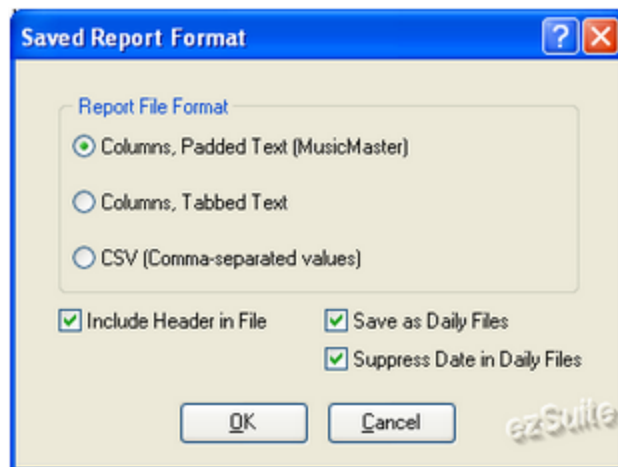 Saved Report Format
?
Report File Format
Columns, Padded Text (MusicMaster)
Columns, Tabbed Text
CSV (Comma-separated values)
Include Header in File
Save as Daily Files
Suppress Date in Daily Files
OK
Cancel
ezSuite